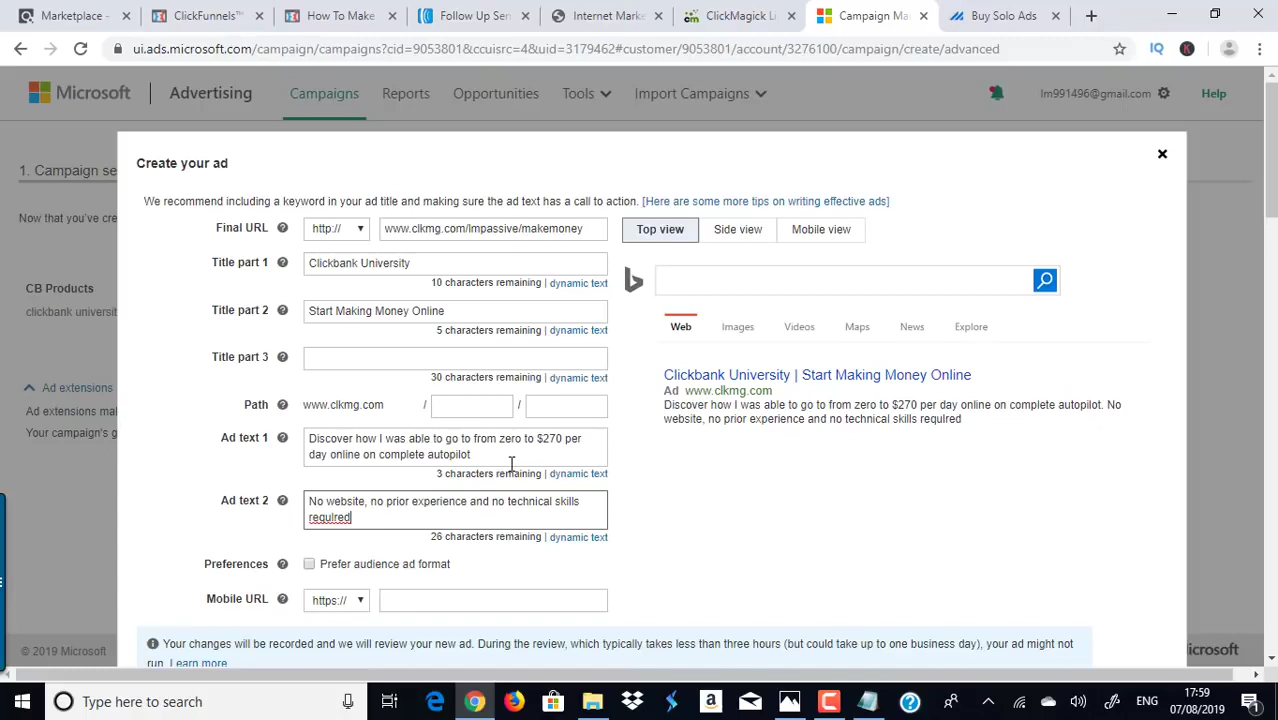 Marketplace -
ClickFunnels™
How To Make
Follow Up Ser
Internet Marke
ClickMagick Li
Campaign Ma
Buy Solo Ads
ui.ads.microsoft.com/campaign/campaigns?cid=9053801&ccuisrc=4&uid=3179462#customer/9053801/account/3276100/campaign/create/advanced
IQ
K
Microsoft
Advertising
Campaigns
Reports
Opportunities
Tools
Import Campaigns
lm991496@gmail.com
Help
1. Campaign se
Now that you've cre
CB Products
clickbank universit
Ad extensions
Ad extensions mal
Your campaign's g
© 2019 Microsoft
icrosoft
Create your ad
We recommend including a keyword in your ad title and making sure the ad text has a call to action. [Here are some more tips on writing effective ads]
Final URL
http://
www.clkmg.com/Impassive/makemoney
Title part 1
Clickbank University
10 characters remaining | dynamic text
Title part 2
Start Making Money Online
5 characters remaining | dynamic text
Title part 3
30 characters remaining | dynamic text
Path
www.clkmg.com
/
/
Ad text 1
Discover how I was able to go to from zero to $270 per
day online on complete autopilot
3 characters remaining | dynamic text
Ad text 2
No website, no prior experience and no technical skills
requIred
26 characters remaining | dynamic text
Preferences
Prefer audience ad format
Mobile URL
https://
Top view
Side view
Mobile view
Web
Images
Videos
Maps
News
Explore
Clickbank University | Start Making Money Online
Ad www.clkmg.com
Discover how I was able to go to from zero to $270 per day online on complete autopilot. No
website, no prior experience and no technical skills requIred
Your changes will be recorded and we will review your new ad. During the review, which typically takes less than three hours (but could take up to one business day), your ad might not
run. Learn more
Type here to search
ENG
17:59
07/08/2019
1